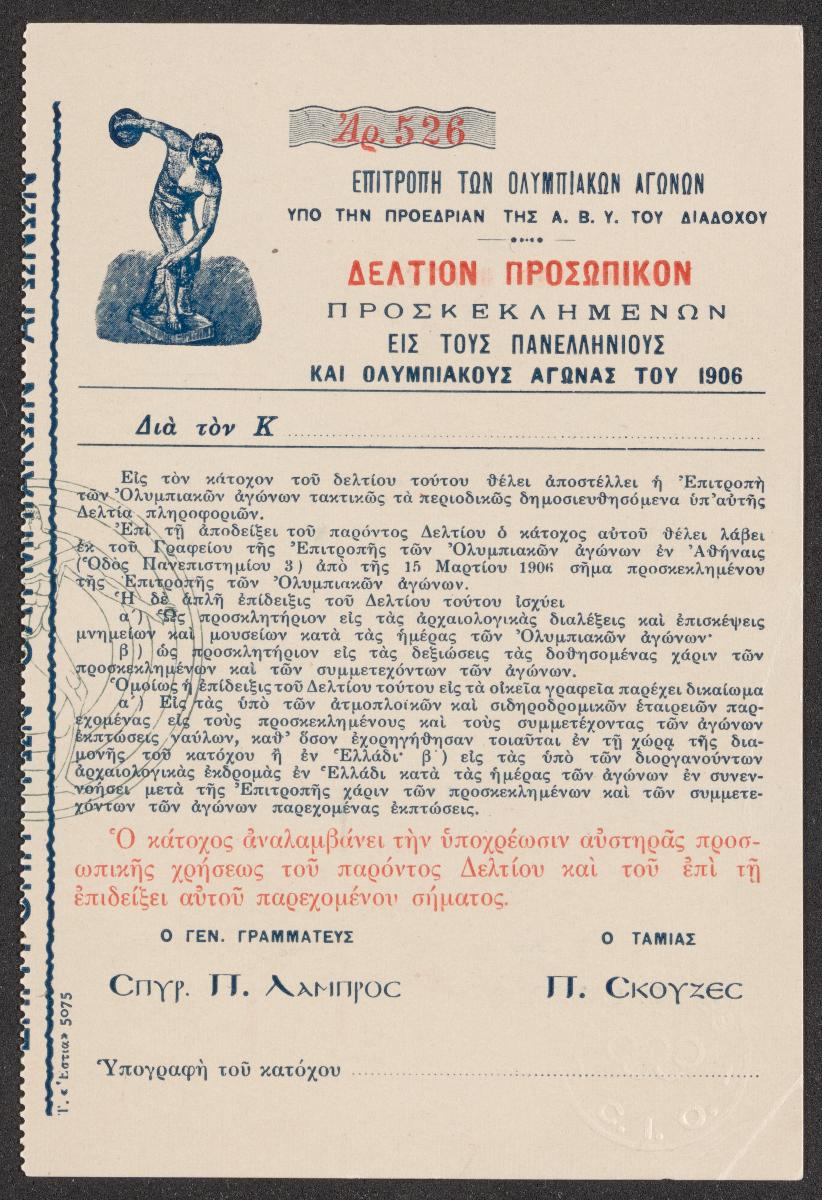 Ἀρ. 526
ΕΠΙΤΡΟΠΗ ΤΩΝ ΟΛΥΜΠΙΑΚΩΝ ΑΓΩΝΩΝ
ΥΠΟ ΤΗΝ ΠΡΟΕΔΡΙΑΝ ΤΗΣ Α. Β. Υ. ΤΟΥ ΔΙΑΔΟΧΟΥ
ΔΕΛΤΙΟΝ ΠΡΟΣΩΠΙΚΟΝ
ΠΡΟΣΚΕΚΛΗΜΕΝΩΝ
ΕΙΣ ΤΟΥΣ ΠΑΝΕΛΛΗΝΙΟΥΣ
ΚΑΙ ΟΛΥΜΠΙΑΚΟΥΣ ΑΓΩΝΑΣ ΤΟΥ 1906
Διὰ τὸν Κ
Εἰς τὸν κάτοχον τοῦ δελτίου τούτου θέλει ἀποστέλλει ἡ Ἐπιτροπὴ
τῶν Ὀλυμπιακῶν ἀγώνων τακτικῶς τὰ περιοδικῶς δημοσιευθησόμενα ὑπ' αὐτῆς
Δελτία πληροφοριῶν.
Ἐπὶ τῇ ἀποδείξει τοῦ παρόντος Δελτίου ὁ κάτοχος αὐτοῦ θέλει λάβει
ἐκ τοῦ Γραφείου τῆς Ἐπιτροπῆς τῶν Ὀλυμπιακῶν ἀγώνων ἐν Ἀθήναις
(Ὁδὸς Πανεπιστημίου 3) ἀπὸ τῆς 15 Μαρτίου 1906 σῆμα προσκεκλημένου
τῆς Ἐπιτροπῆς τῶν Ὀλυμπιακῶν ἀγώνων.
Ἡ δὲ ἁπλῆ ἐπίδειξις τοῦ Δελτίου τούτου ἰσχύει
α΄) Ὡς προσκλητήριον εἰς τὰς ἀρχαιολογικὰς διαλέξεις καὶ ἐπισκέψεις
μνημείων καὶ μουσείων κατὰ τὰς ἡμέρας τῶν Ὀλυμπιακῶν ἀγώνων·
β΄) ὡς προσκλητήριον εἰς τὰς δεξιώσεις τὰς δοθησομένας χάριν τῶν
προσκεκλημένων καὶ τῶν συμμετεχόντων τῶν ἀγώνων.
Ὁμοίως ἡ ἐπίδειξις τοῦ Δελτίου τούτου εἰς τὰ οἰκεῖα γραφεῖα παρέχει δικαίωμα
α΄) Εἰς τὰς ὑπὸ τῶν ἀτμοπλοϊκῶν καὶ σιδηροδρομικῶν ἑταιρειῶν παρ-
εχομένας εἰς τοὺς προσκεκλημένους καὶ τοὺς συμμετέχοντας τῶν ἀγώνων
ἐκπτώσεις ναύλων, καθ' ὅσον ἐχορηγήθησαν τοιαῦται ἐν τῇ χώρᾳ τῆς δια-
μονῆς τοῦ κατόχου ἢ ἐν Ἑλλάδι· β΄) εἰς τὰς ὑπὸ τῶν διοργανούντων
ἀρχαιολογικὰς ἐκδρομὰς ἐν Ἑλλάδι κατὰ τὰς ἡμέρας τῶν ἀγώνων ἐν συνεν-
νοήσει μετὰ τῆς Ἐπιτροπῆς χάριν τῶν προσκεκλημένων καὶ τῶν συμμετε-
χόντων τῶν ἀγώνων παρεχομένας ἐκπτώσεις.
Ὁ κάτοχος ἀναλαμβάνει τὴν ὑποχρέωσιν αὐστηρᾶς προσ-
ωπικῆς χρήσεως τοῦ παρόντος Δελτίου καὶ τοῦ ἐπὶ τῇ
ἐπιδείξει αὐτοῦ παρεχομένου σήματος.
Ο ΓΕΝ. ΓΡΑΜΜΑΤΕΥΣ
Ο ΤΑΜΙΑΣ
Σπυρ. Π. Λάμπρος
Π. Σκουζές
Ὑπογραφὴ τοῦ κατόχου
Τ. «Ἑστία» 5075
C. I. O.